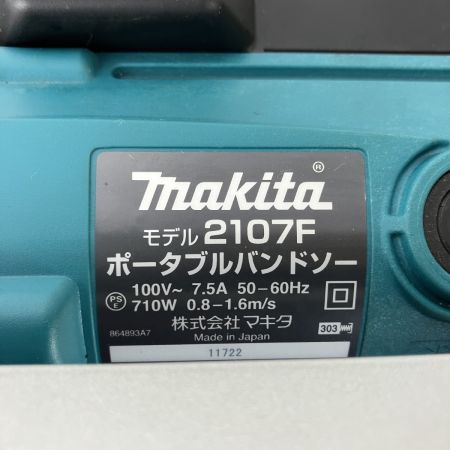 makita®
モデル 2107F
ポータブルバンドソー
PS E 100V~ 7.5A 50-60Hz
710W 0.8-1.6m/s
株式会社マキタ
864893A7 Made in Japan 303
11722